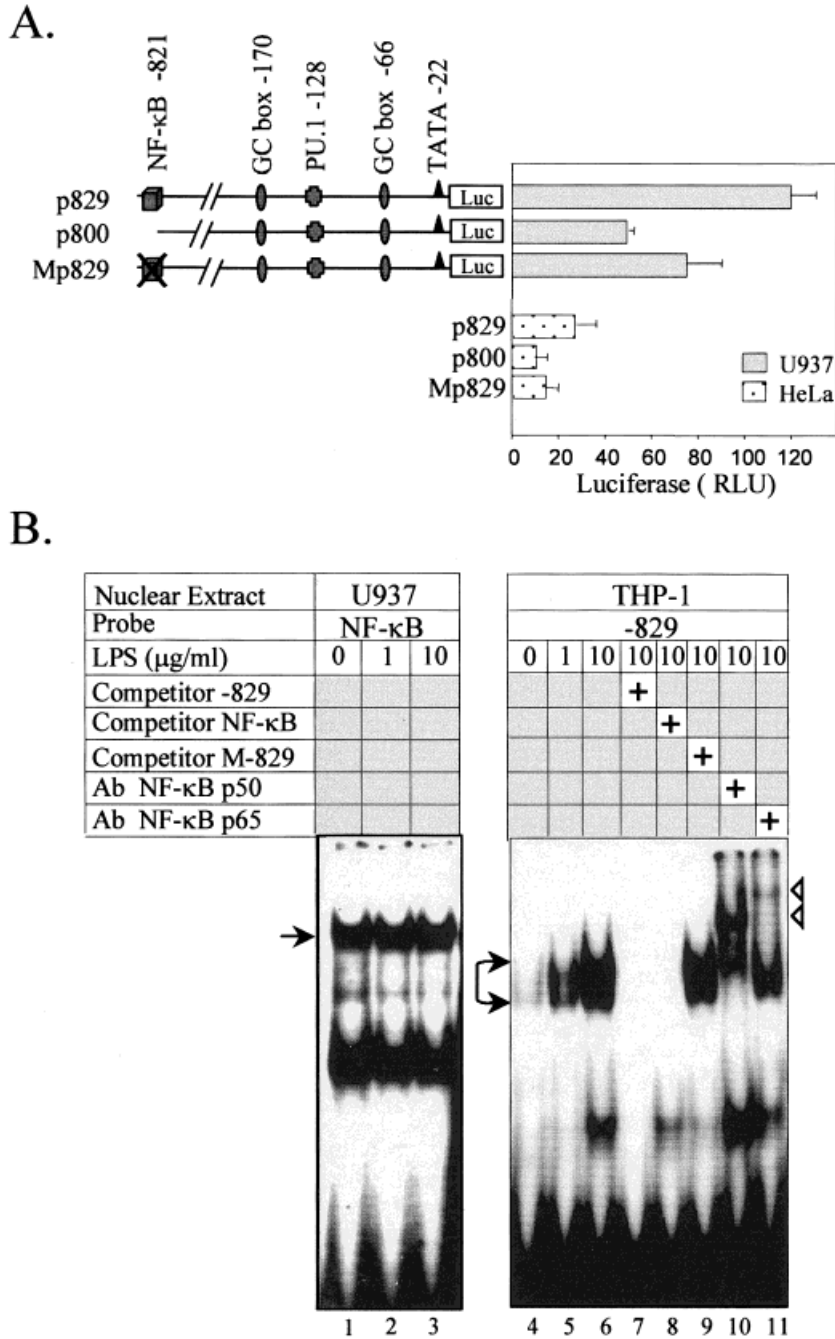 A.
NF-κB -821
GC box -170
PU.1 -128
GC box -66
TATA -22
p829 Luc
p800 Luc
Mp829 Luc
p829
p800
Mp829
U937
HeLa
0 20 40 60 80 100 120
Luciferase ( RLU)
B.
Nuclear Extract U937 THP-1
Probe NF-κB -829
LPS (μg/ml) 0 1 10 0 1 10 10 10 10 10 10
Competitor -829 +
Competitor NF-κB +
Competitor M-829 +
Ab NF-κB p50 +
Ab NF-κB p65 +
1 2 3 4 5 6 7 8 9 10 11